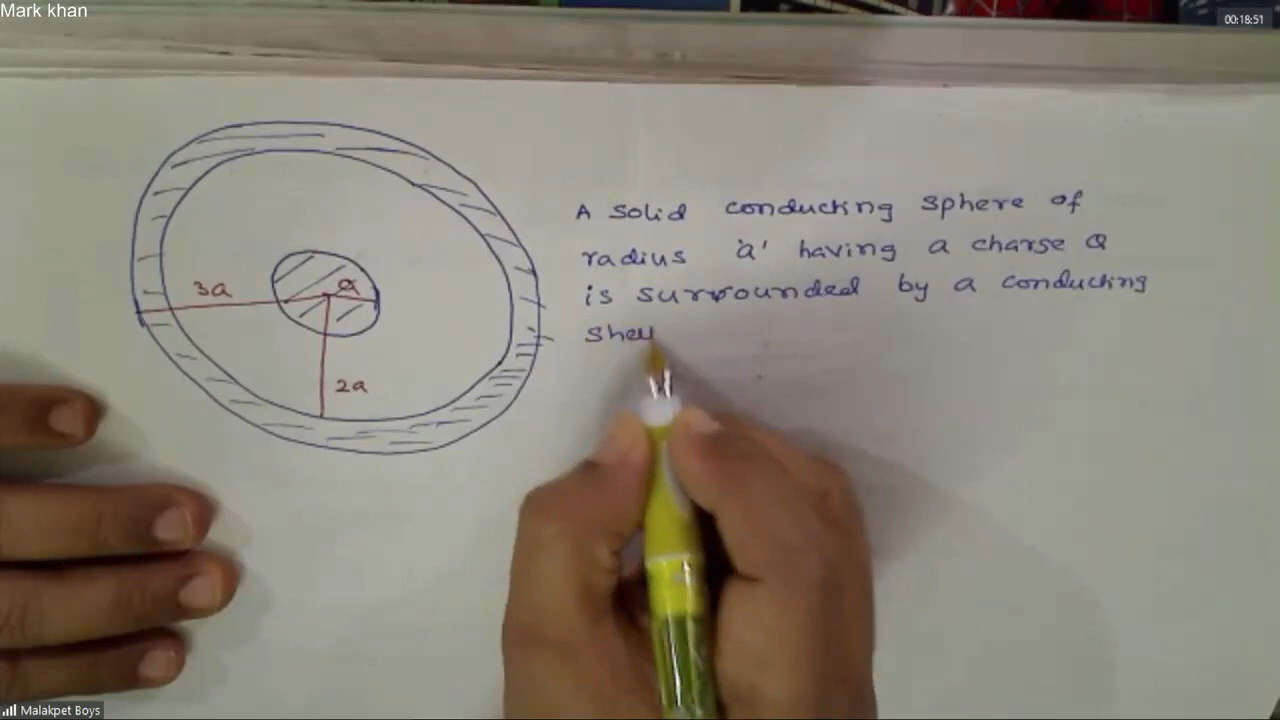 Mark khan
00:18:51
A solid conducting sphere of
radius 'a' having a charge Q
is surrounded by a conducting
shell
3a
a
2a
Malakpet Boys